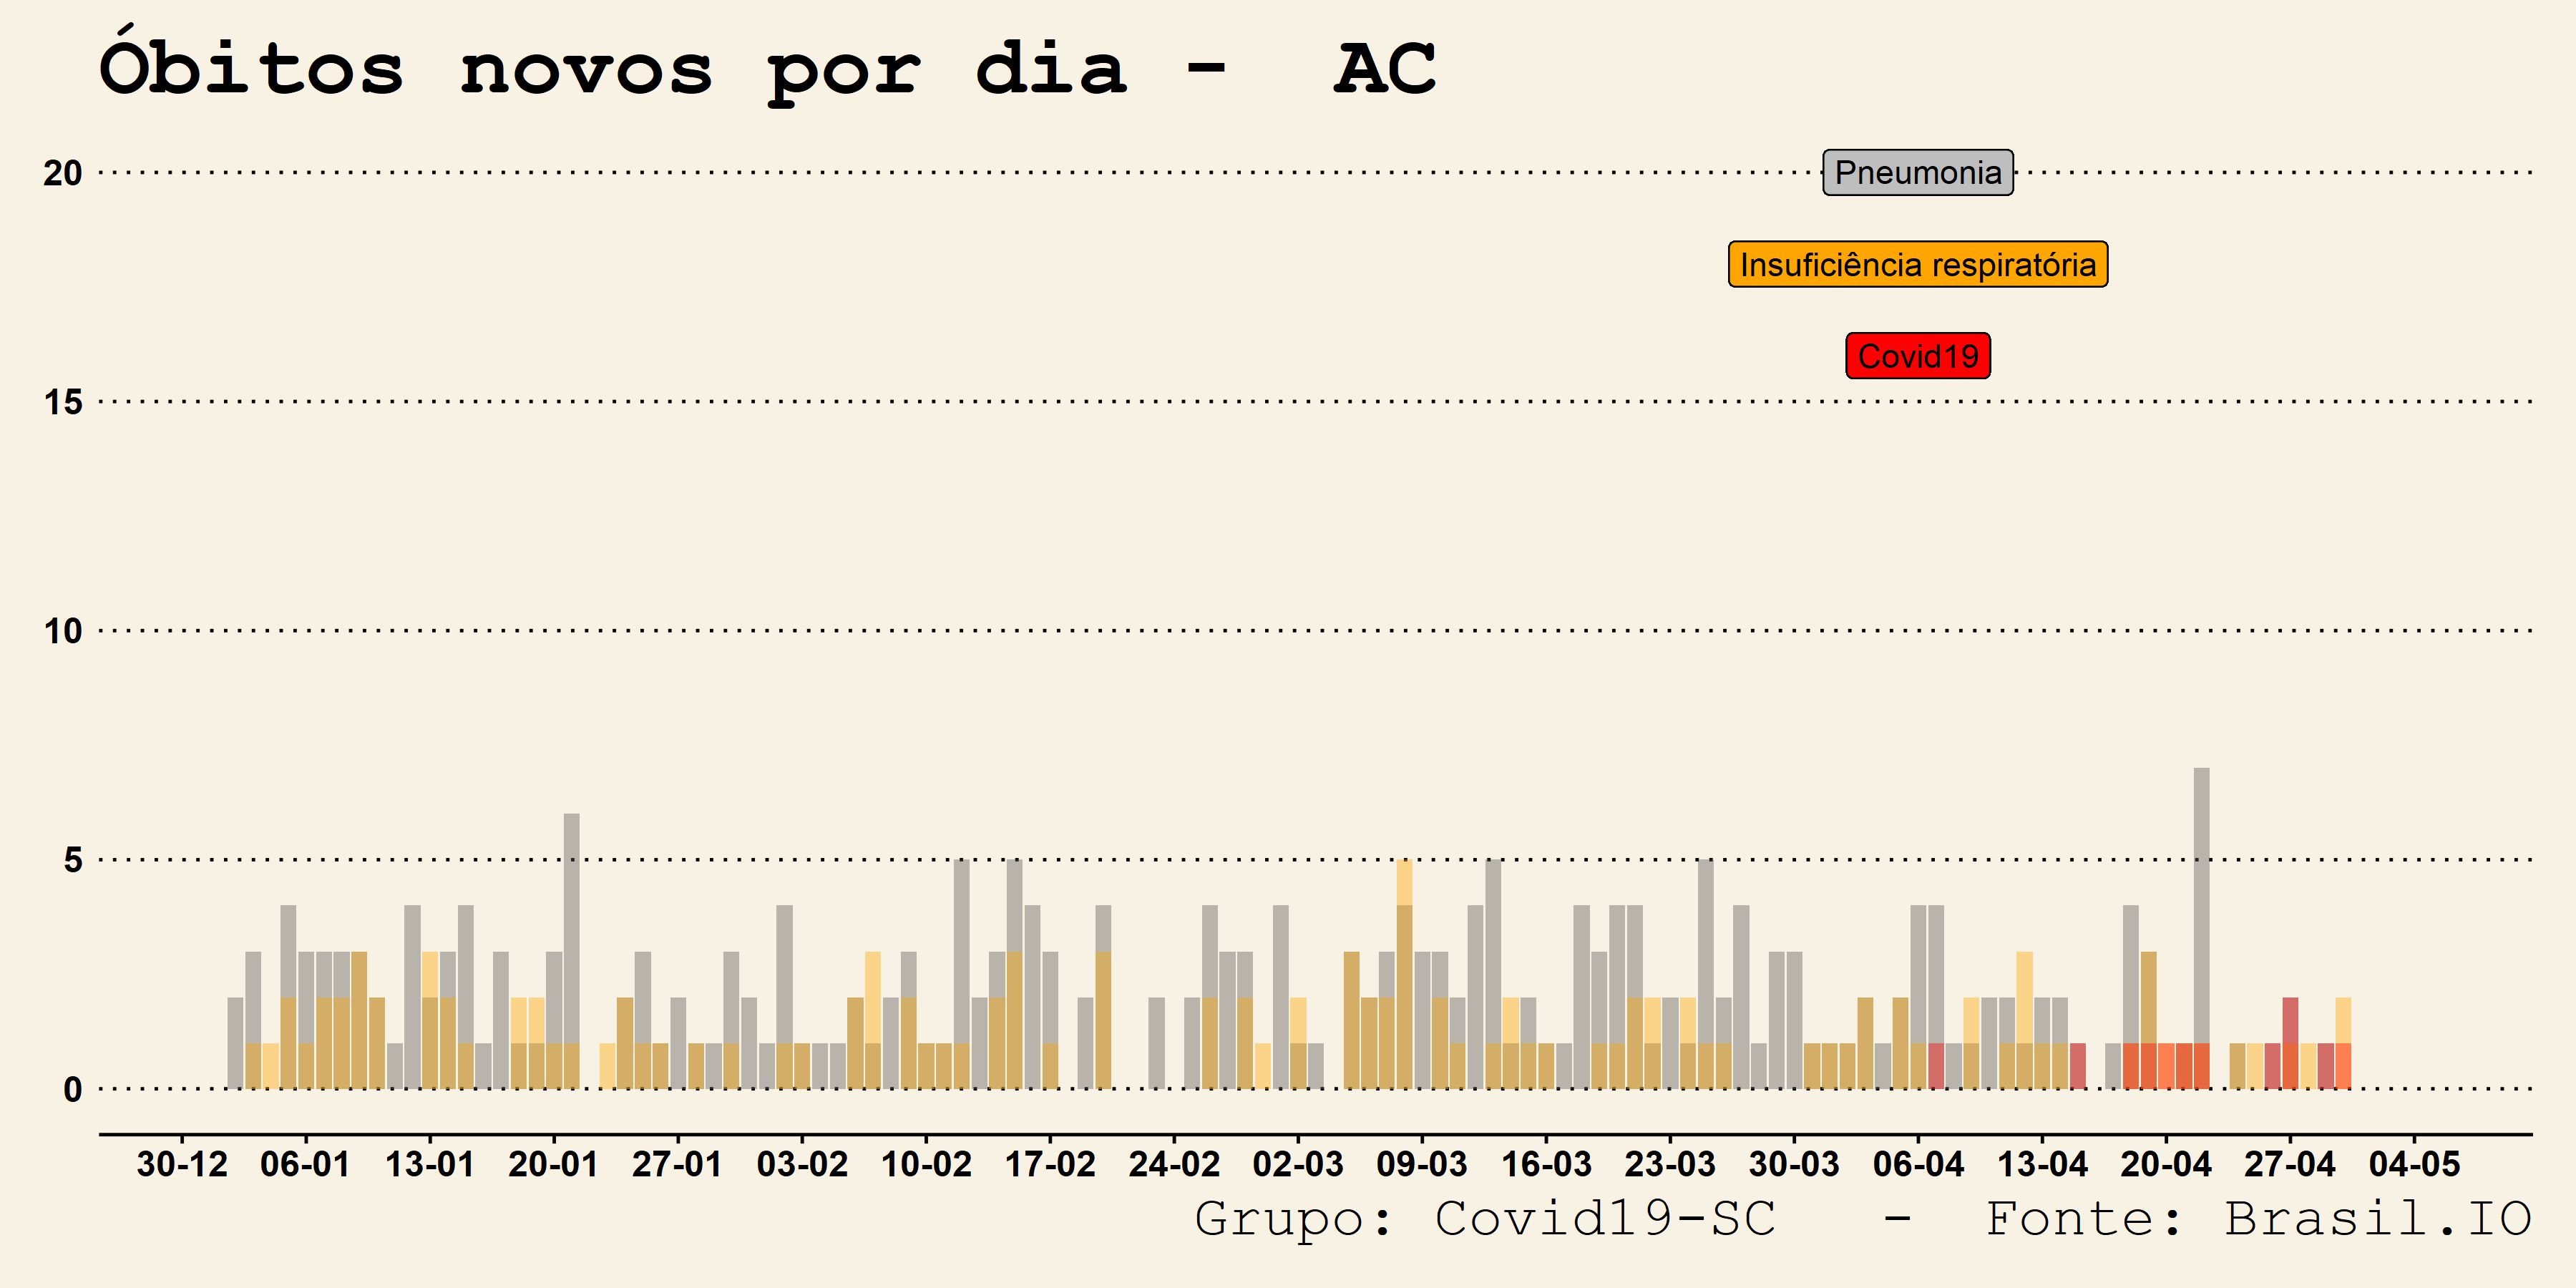 Óbitos novos por dia - AC
20
Pneumonia
Insuficiência respiratória
Covid19
15
10
5
0
30-12 06-01 13-01 20-01 27-01 03-02 10-02 17-02 24-02 02-03 09-03 16-03 23-03 30-03 06-04 13-04 20-04 27-04 04-05
Grupo: Covid19-SC - Fonte: Brasil.IO